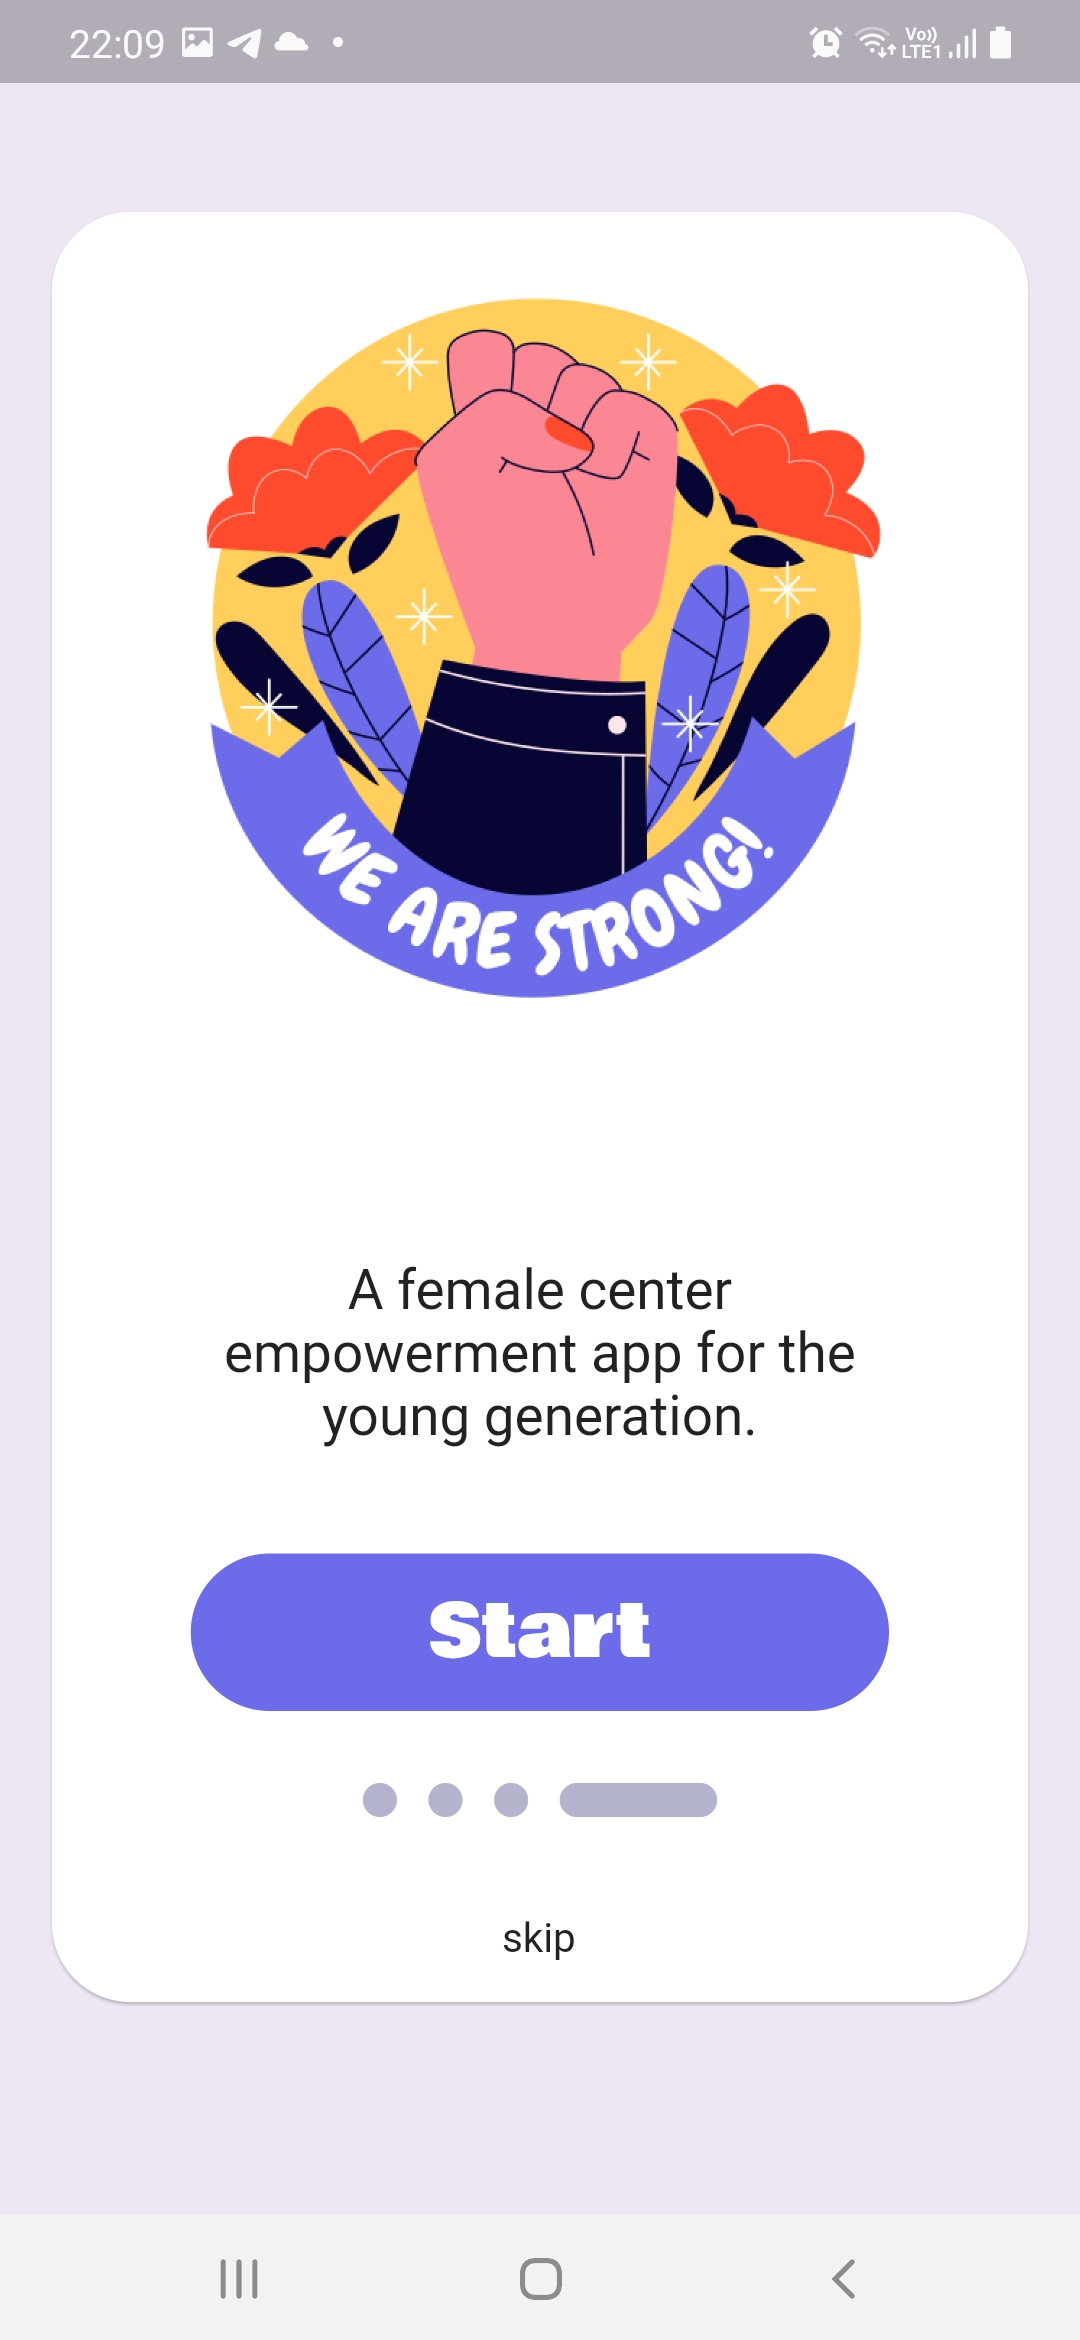 22:09
Vo))
LTE1
WE ARE STRONG!
A female center
empowerment app for the
young generation.
Start
skip